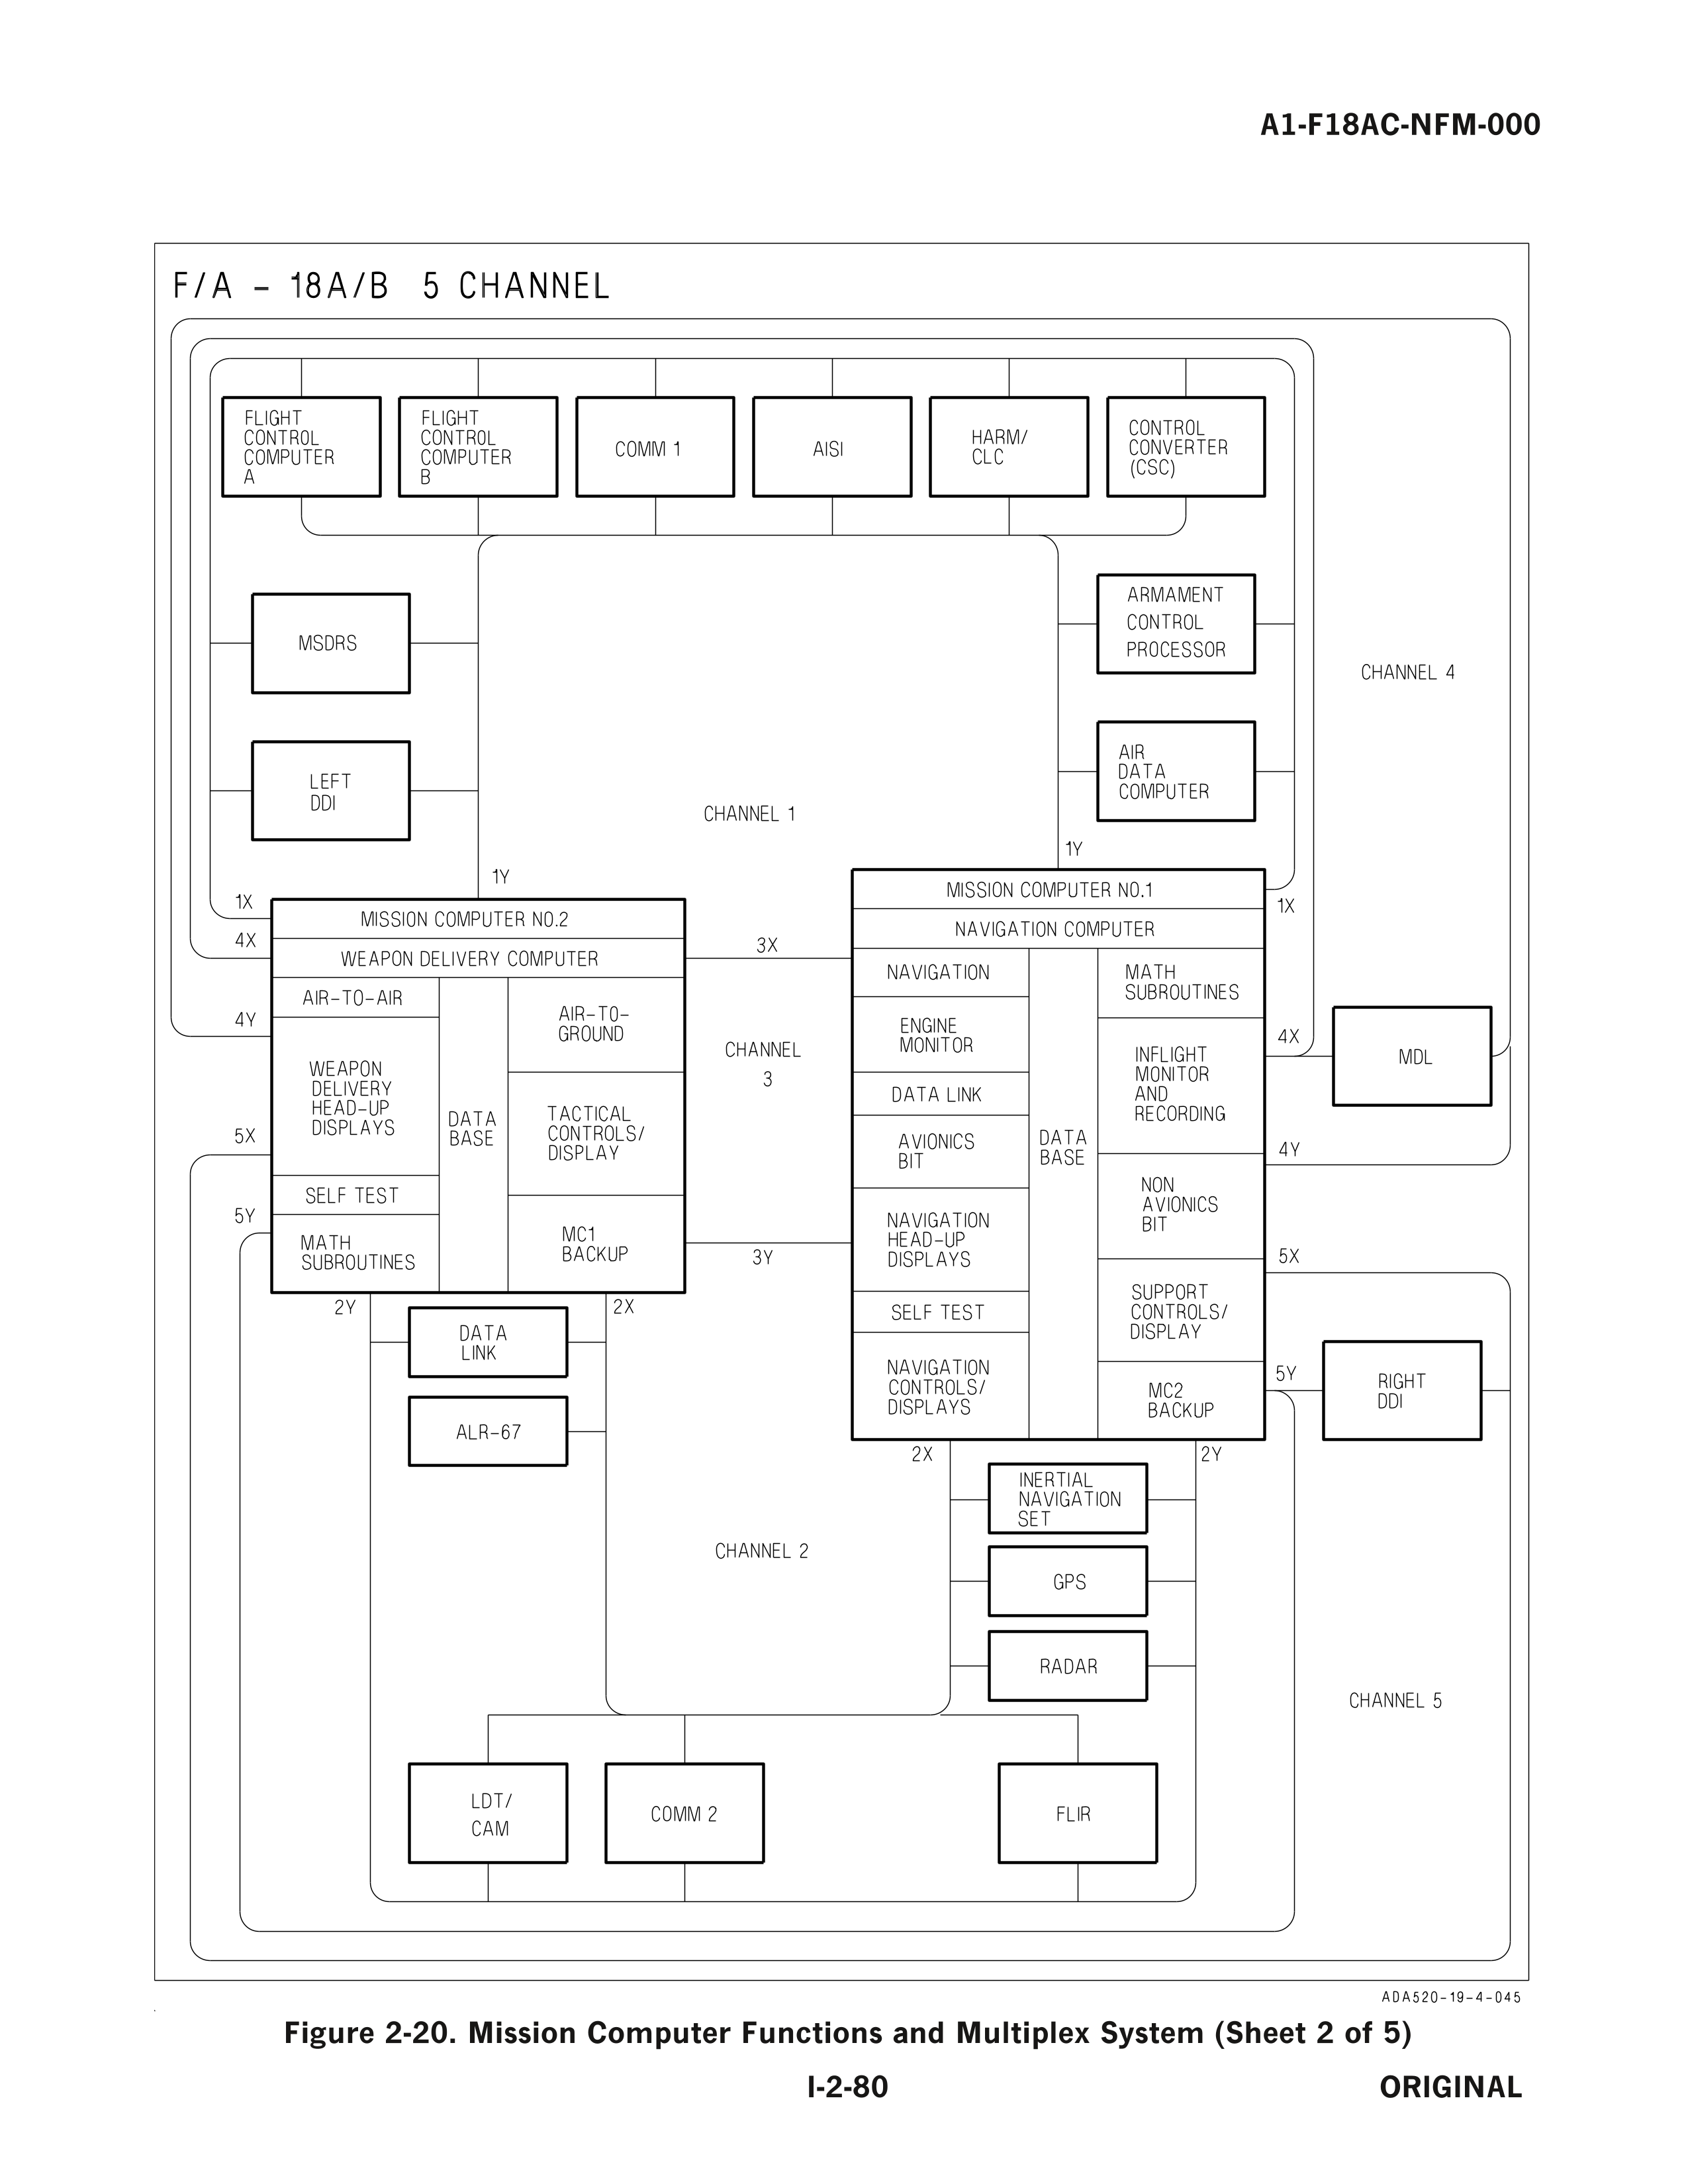 A1-F18AC-NFM-000
F/A - 18A/B 5 CHANNEL
FLIGHT
CONTROL
COMPUTER
A
FLIGHT
CONTROL
COMPUTER
B
COMM 1
AISI
HARM/
CLC
CONTROL
CONVERTER
(CSC)
MSDRS
ARMAMENT
CONTROL
PROCESSOR
CHANNEL 4
LEFT
DDI
AIR
DATA
COMPUTER
CHANNEL 1
1Y
1Y
1X
4X
4Y
5X
5Y
MISSION COMPUTER NO.2
WEAPON DELIVERY COMPUTER
AIR-TO-AIR
WEAPON
DELIVERY
HEAD-UP
DISPLAYS
SELF TEST
MATH
SUBROUTINES
DATA
BASE
AIR-TO-
GROUND
TACTICAL
CONTROLS/
DISPLAY
MC1
BACKUP
3X
CHANNEL
3
3Y
MISSION COMPUTER NO.1
NAVIGATION COMPUTER
NAVIGATION
ENGINE
MONITOR
DATA LINK
AVIONICS
BIT
NAVIGATION
HEAD-UP
DISPLAYS
SELF TEST
NAVIGATION
CONTROLS/
DISPLAYS
DATA
BASE
MATH
SUBROUTINES
INFLIGHT
MONITOR
AND
RECORDING
NON
AVIONICS
BIT
SUPPORT
CONTROLS/
DISPLAY
MC2
BACKUP
1X
4X
MDL
4Y
5X
5Y
RIGHT
DDI
2Y
2X
DATA
LINK
ALR-67
2X
2Y
INERTIAL
NAVIGATION
SET
CHANNEL 2
GPS
RADAR
CHANNEL 5
LDT/
CAM
COMM 2
FLIR
ADA520-19-4-045
Figure 2-20. Mission Computer Functions and Multiplex System (Sheet 2 of 5)
I-2-80
ORIGINAL